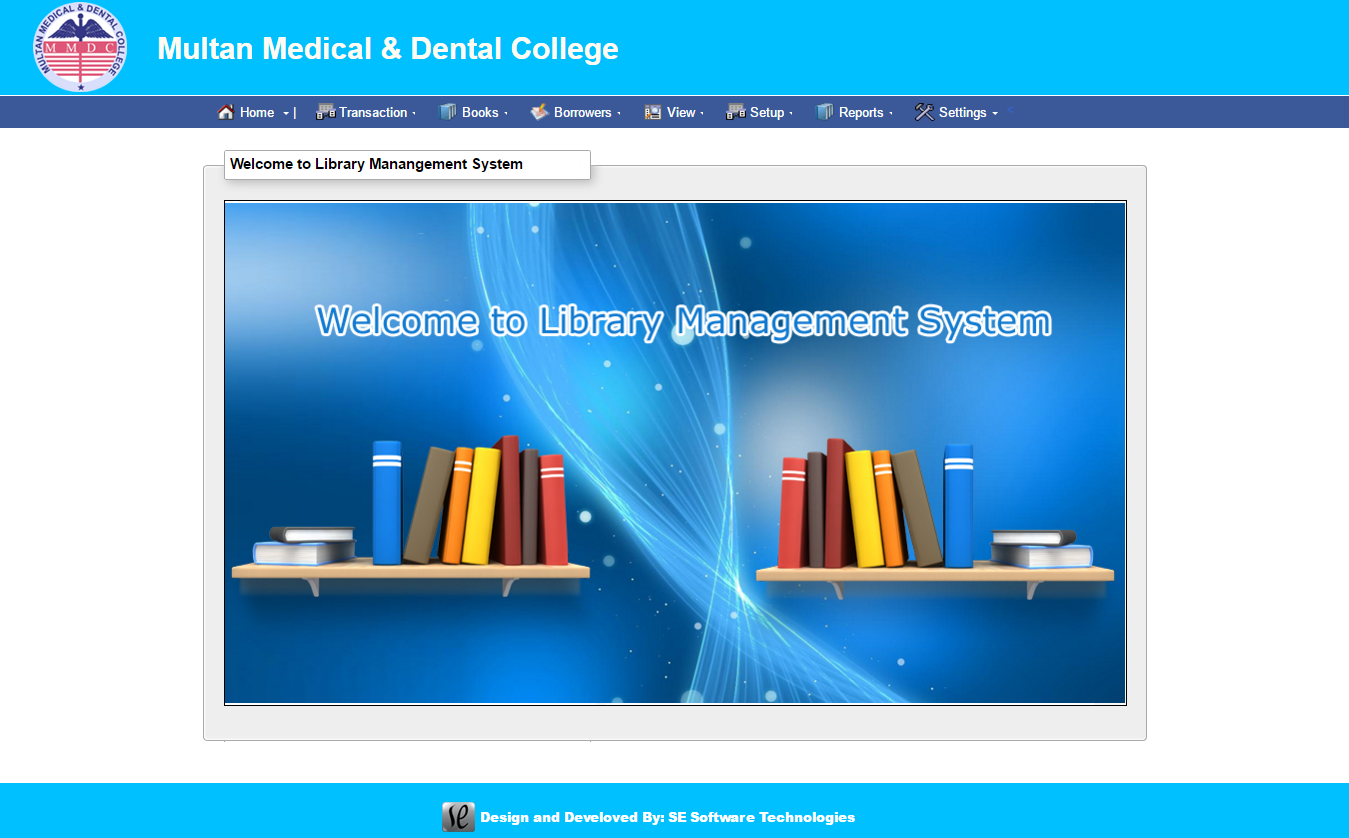 MULTAN MEDICAL & DENTAL COLLEGE
MMDC
Multan Medical & Dental College
Home | Transaction Books Borrowers View Setup Reports Settings
Welcome to Library Manangement System
Welcome to Library Management System
SE Design and Develoved By: SE Software Technologies